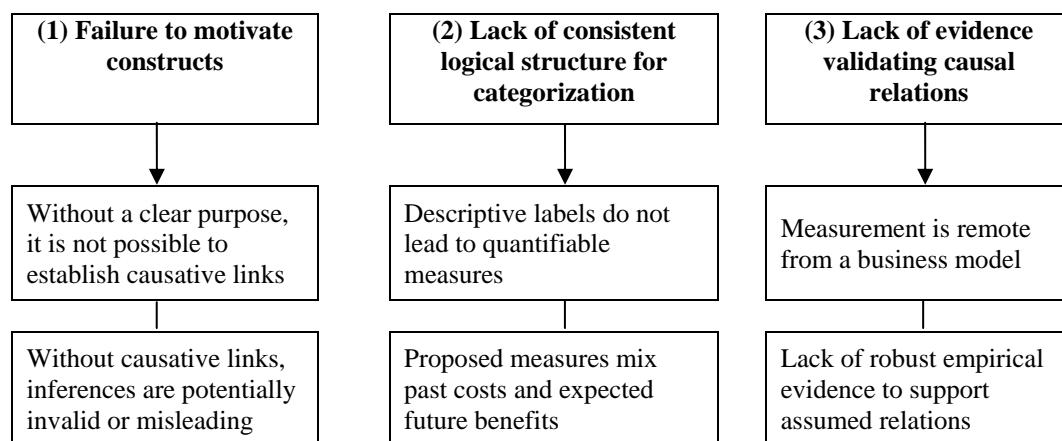 (1) Failure to motivate
constructs
(2) Lack of consistent
logical structure for
categorization
(3) Lack of evidence
validating causal
relations
Without a clear purpose,
it is not possible to
establish causative links
Descriptive labels do not
lead to quantifiable
measures
Measurement is remote
from a business model
Without causative links,
inferences are potentially
invalid or misleading
Proposed measures mix
past costs and expected
future benefits
Lack of robust empirical
evidence to support
assumed relations